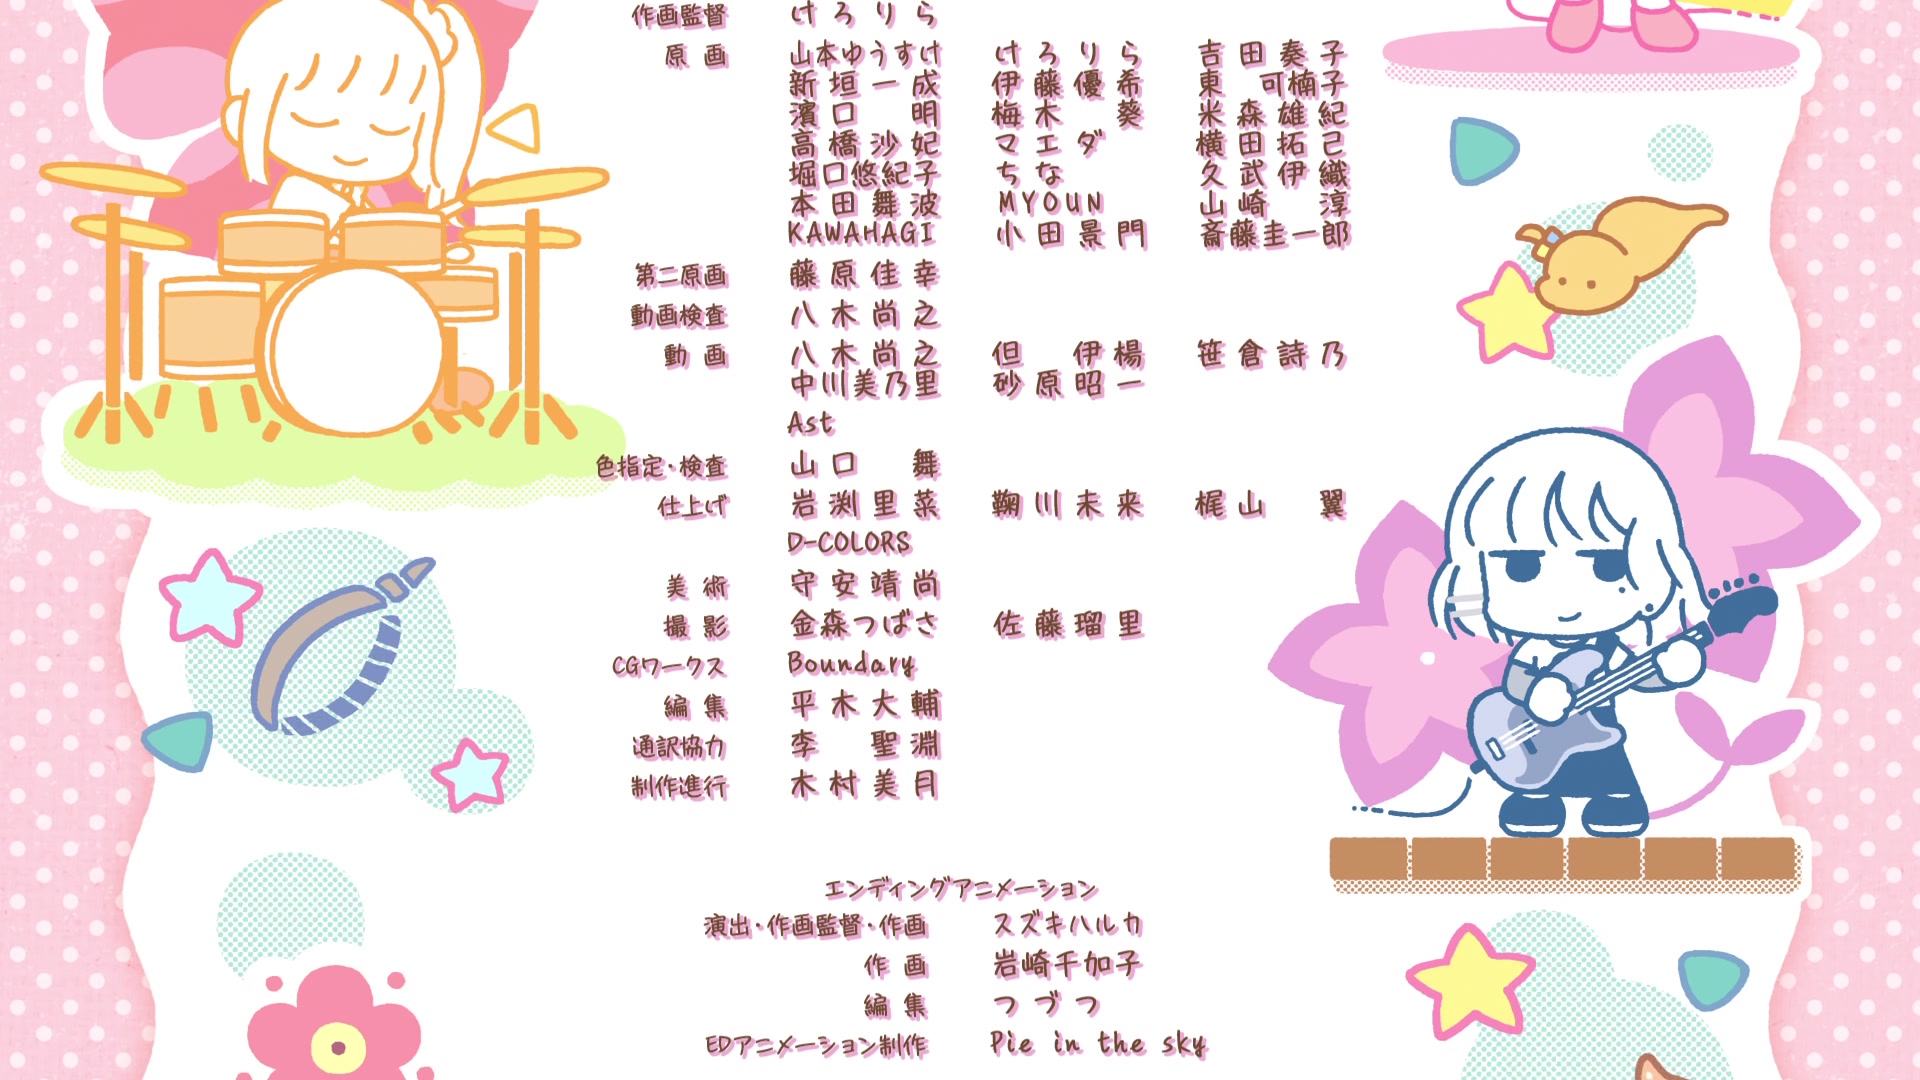 作画監督 けろりら
原画 山本ゆうすけ けろりら 吉田奏子
新垣一成 伊藤優希 東 可楠子
濱口 明 梅木 葵 米森雄紀
高橋沙妃 マエダ 横田拓己
堀口悠紀子 ちな 久武伊織
本田舞波 MYOUN 山崎 淳
KAWAHAGI 小田景門 斎藤圭一郎
第二原画 藤原佳幸
動画検査 八木尚之
動画 八木尚之 但 伊楊 笹倉詩乃
中川美乃里 砂原昭一
Ast
色指定・検査 山口 舞
仕上げ 岩渕里菜 鞠川未来 梶山 翼
D-COLORS
美術 守安靖尚
撮影 金森つばさ 佐藤瑠里
CGワークス Boundary
編集 平木大輔
通訳協力 李 聖淵
制作進行 木村美月
エンディングアニメーション
演出・作画監督・作画 スズキハルカ
作画 岩崎千加子
編集 つづつ
EDアニメーション制作 Pie in the sky